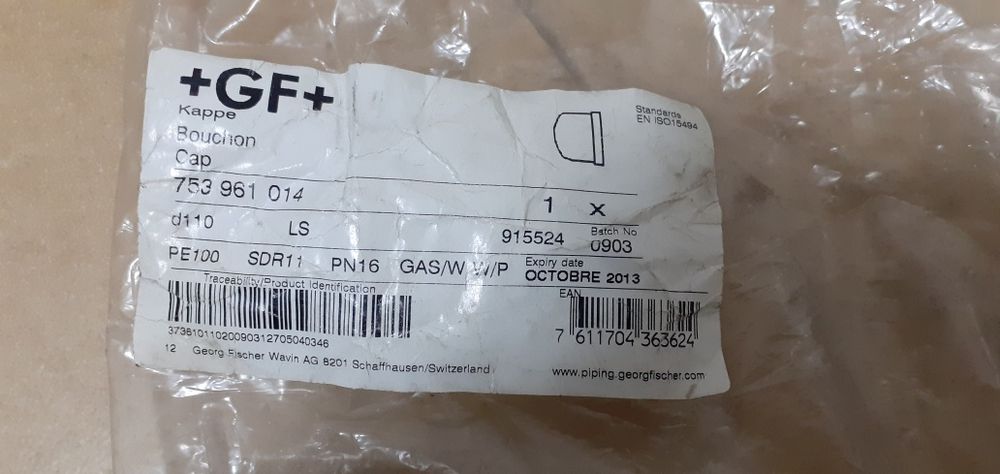 +GF+
Kappe
Bouchon
Cap
Standards
EN ISO15494
753 961 014
1 x
d110 LS 915524
Batch No
0903
PE100 SDR11 PN16 GAS/W W/P
Expiry date
OCTOBRE 2013
Traceability/Product Identification
EAN
37361011020090312705040346
7 611704 363624
12 Georg Fischer Wavin AG 8201 Schaffhausen/Switzerland
www.piping.georgfischer.com